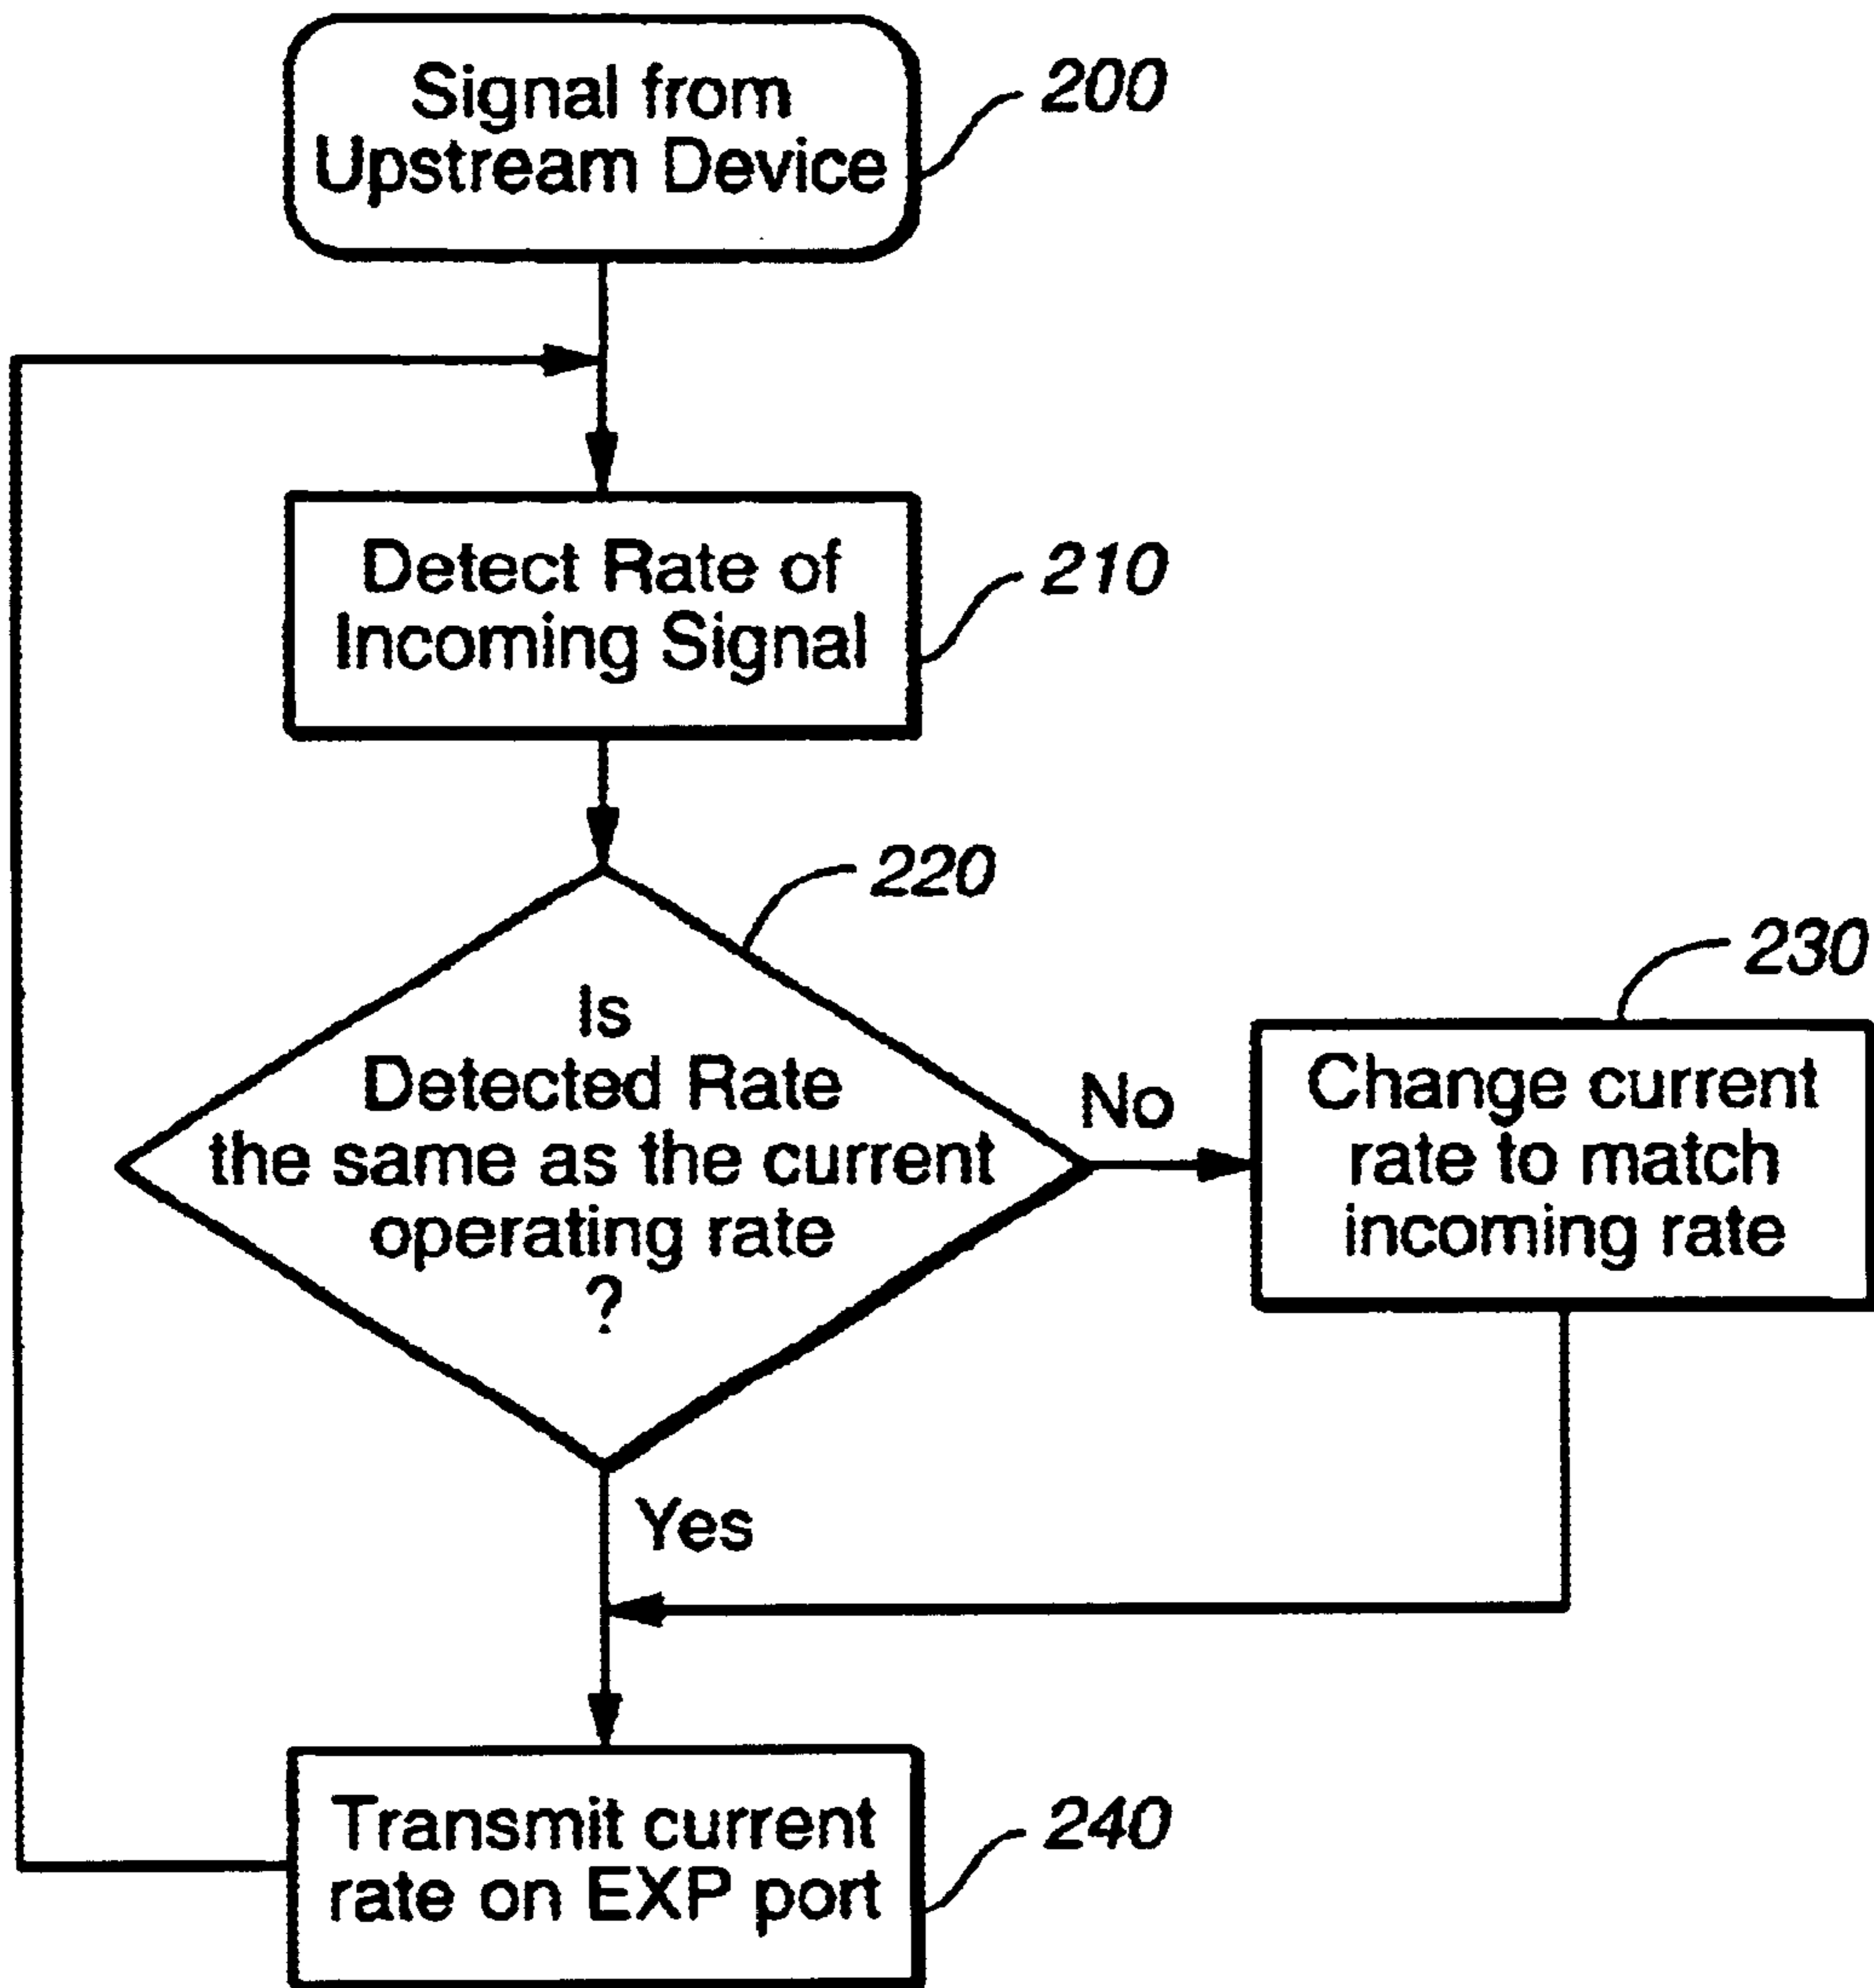 Signal from
Upstream Device
200
Detect Rate of
Incoming Signal
210
220
Is
Detected Rate
the same as the current
operating rate
?
No
230
Change current
rate to match
incoming rate
Yes
Transmit current
rate on EXP port
240